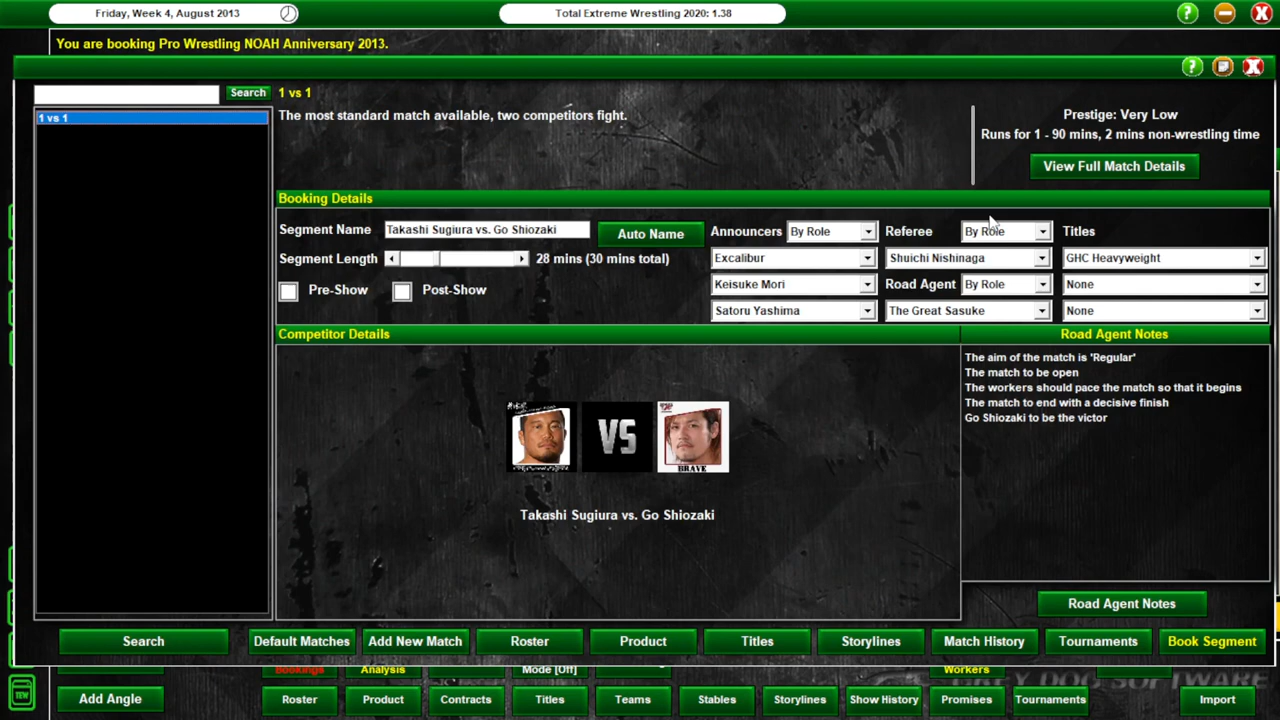 Friday, Week 4, August 2013
Total Extreme Wrestling 2020: 1.38
You are booking Pro Wrestling NOAH Anniversary 2013.
Search
1 vs 1
1 vs 1
The most standard match available, two competitors fight.
Prestige: Very Low
Runs for 1 - 90 mins, 2 mins non-wrestling time
View Full Match Details
Booking Details
Segment Name
Takashi Sugiura vs. Go Shiozaki
Auto Name
Announcers
By Role
Referee
By Role
Titles
Segment Length
28 mins (30 mins total)
Excalibur
Shuichi Nishinaga
GHC Heavyweight
Pre-Show
Post-Show
Keisuke Mori
Road Agent
By Role
None
Satoru Yashima
The Great Sasuke
None
Competitor Details
Road Agent Notes
The aim of the match is 'Regular'
The match to be open
The workers should pace the match so that it begins
The match to end with a decisive finish
Go Shiozaki to be the victor
VS
BRAVE
Takashi Sugiura vs. Go Shiozaki
Road Agent Notes
Search
Default Matches
Add New Match
Roster
Product
Titles
Storylines
Match History
Tournaments
Book Segment
Bookings
Analysis
Mode [Off]
Workers
TEW
Add Angle
Roster
Product
Contracts
Titles
Teams
Stables
Storylines
Show History
Promises
Tournaments
Import